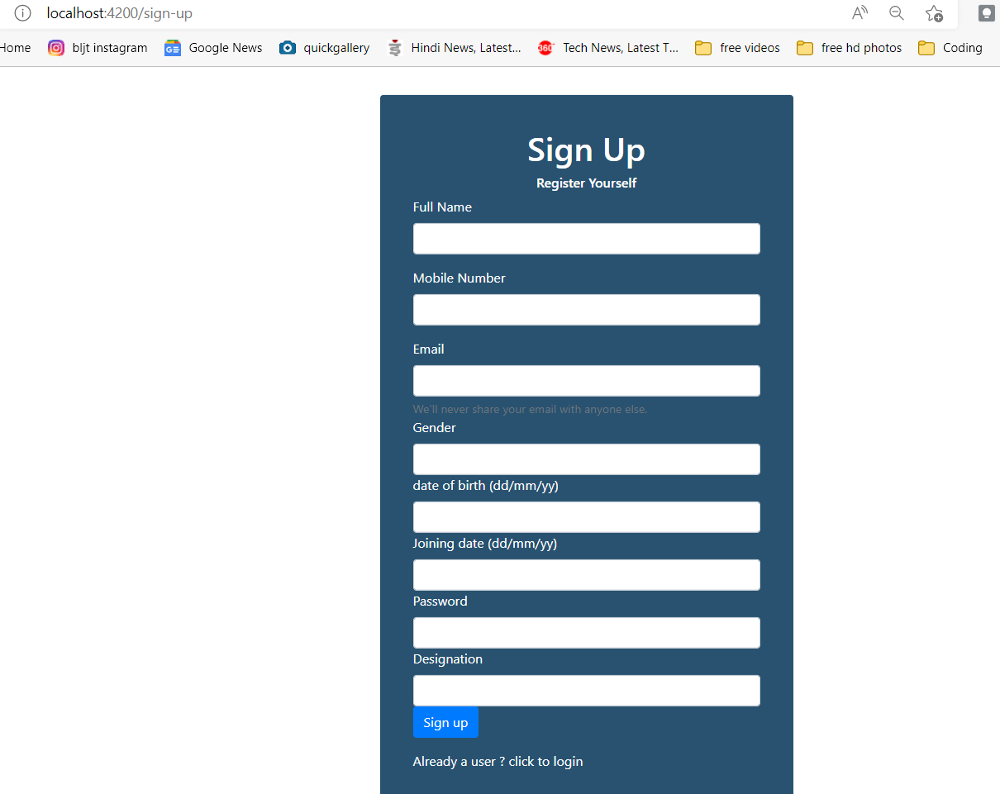 localhost:4200/sign-up
Home bljt instagram Google News quickgallery Hindi News, Latest... 360 Tech News, Latest T... free videos free hd photos Coding
Sign Up
Register Yourself
Full Name
Mobile Number
Email
We'll never share your email with anyone else.
Gender
date of birth (dd/mm/yy)
Joining date (dd/mm/yy)
Password
Designation
Sign up
Already a user ? click to login